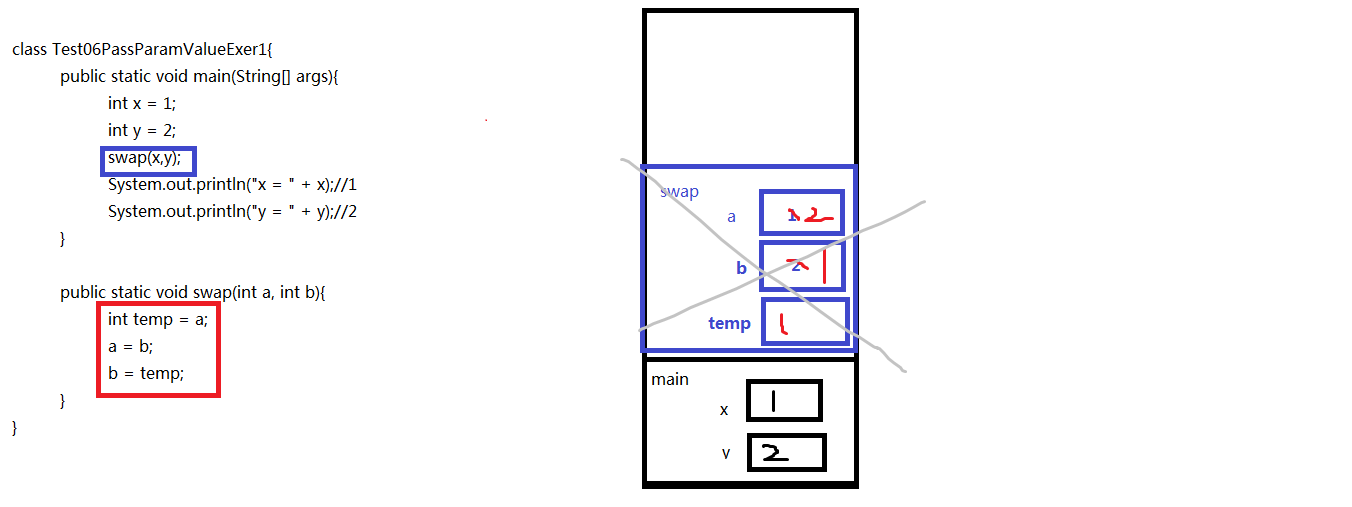 class Test06PassParamValueExer1{
public static void main(String[] args){
int x = 1;
int y = 2;
swap(x,y);
System.out.println("x = " + x);//1
System.out.println("y = " + y);//2
}
public static void swap(int a, int b){
int temp = a;
a = b;
b = temp;
}
}
swap
a 1 2
b 2 1
temp 1
main
x 1
y 2